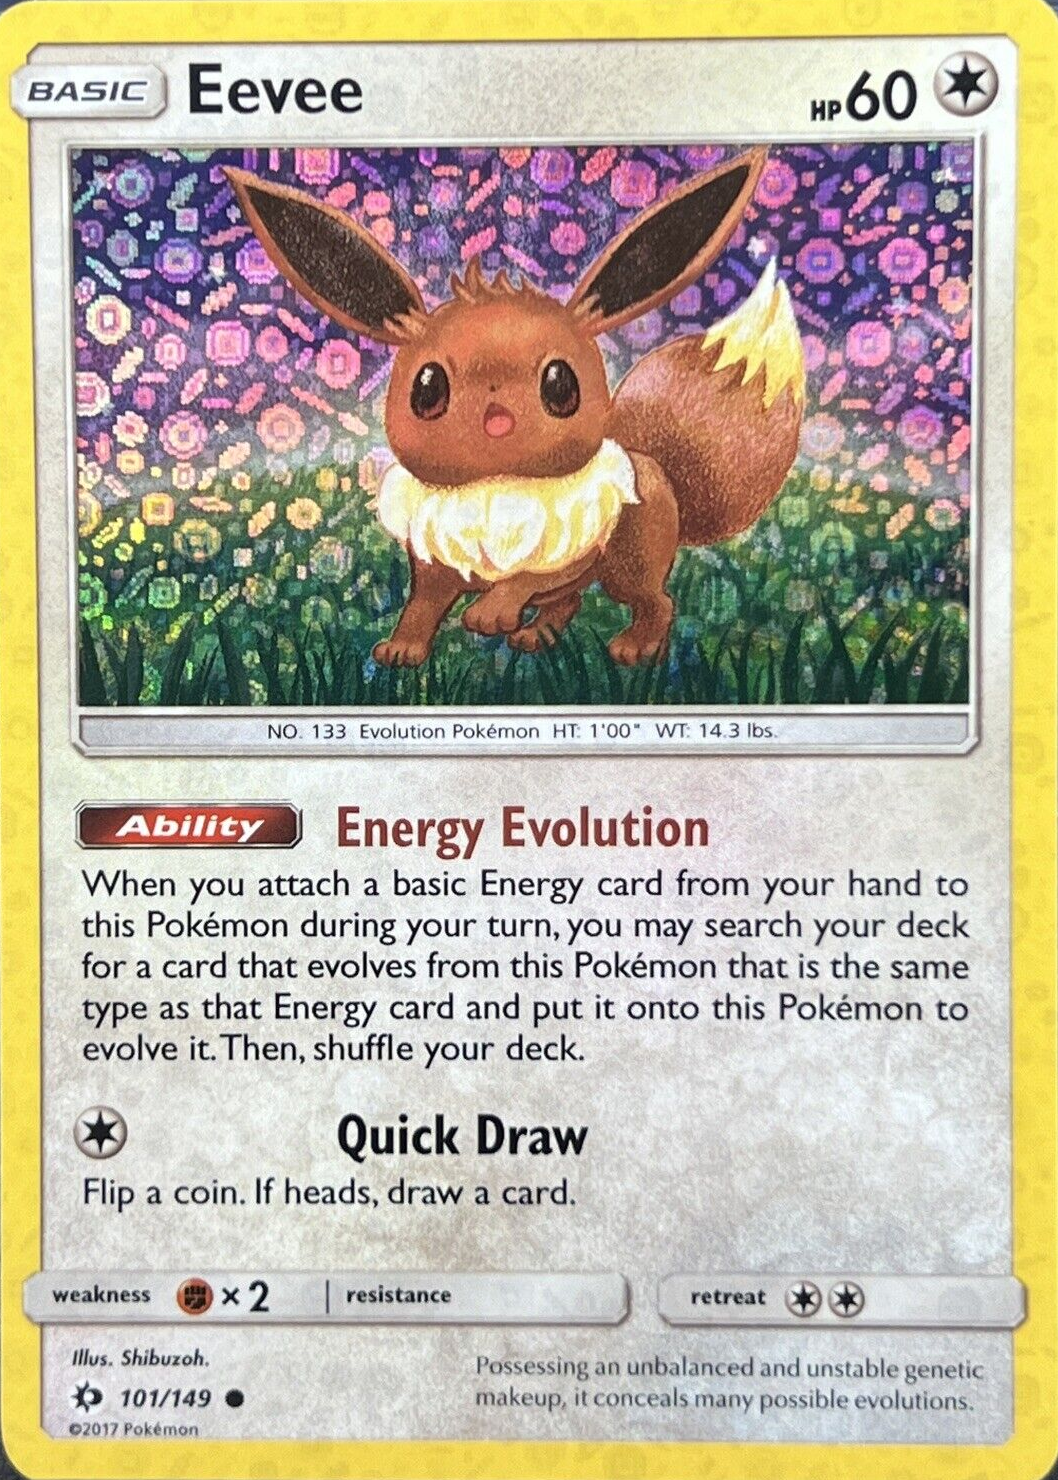 BASIC Eevee HP 60
NO. 133 Evolution Pokémon HT: 1'00" WT: 14.3 lbs.
Ability Energy Evolution
When you attach a basic Energy card from your hand to
this Pokémon during your turn, you may search your deck
for a card that evolves from this Pokémon that is the same
type as that Energy card and put it onto this Pokémon to
evolve it. Then, shuffle your deck.
Quick Draw
Flip a coin. If heads, draw a card.
weakness × 2 | resistance retreat
Illus. Shibuzoh.
101/149
©2017 Pokémon
Possessing an unbalanced and unstable genetic
makeup, it conceals many possible evolutions.